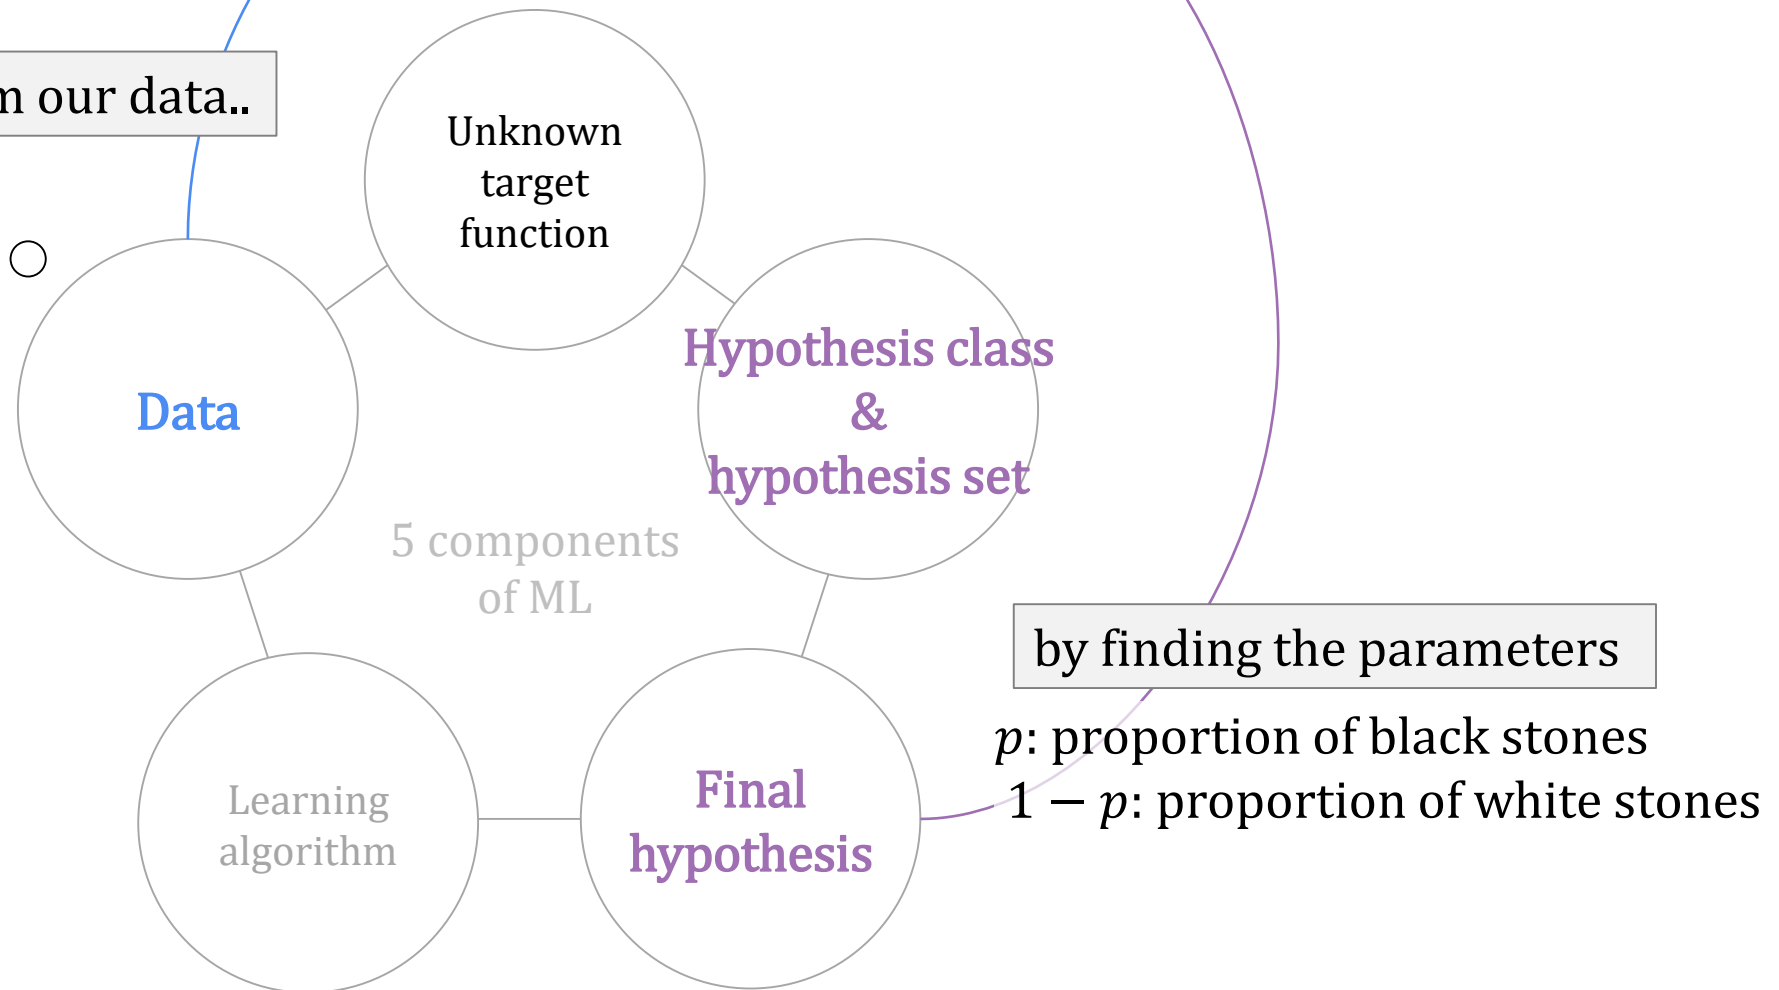 our data..
Unknown
target
function
Hypothesis class
&
hypothesis set
Data
5 components
of ML
by finding the parameters
p: proportion of black stones
1 − p: proportion of white stones
Final
hypothesis
Learning
algorithm